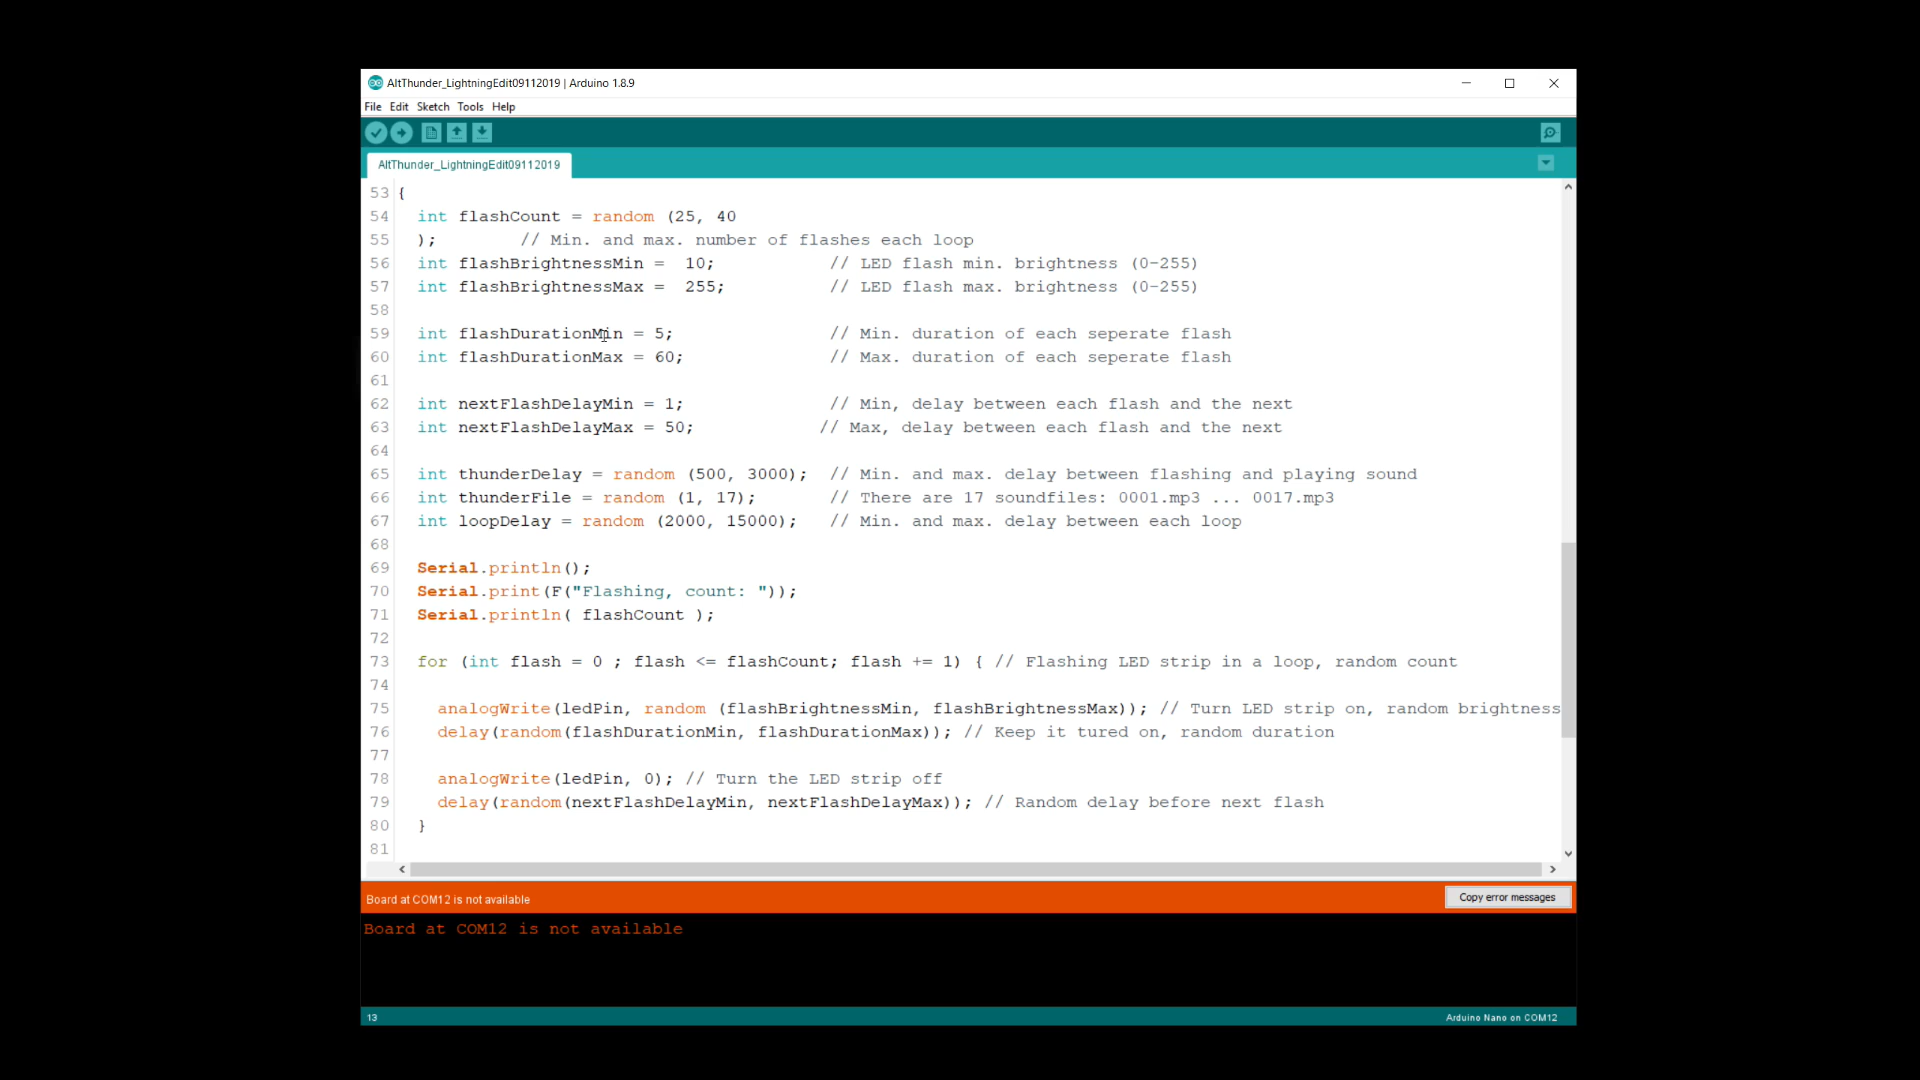 AltThunder_LightningEdit09112019 | Arduino 1.8.9
File Edit Sketch Tools Help
AltThunder_LightningEdit09112019
53 {
54 int flashCount = random (25, 40
55 ); // Min. and max. number of flashes each loop
56 int flashBrightnessMin = 10; // LED flash min. brightness (0-255)
57 int flashBrightnessMax = 255; // LED flash max. brightness (0-255)
58
59 int flashDurationMin = 5; // Min. duration of each seperate flash
60 int flashDurationMax = 60; // Max. duration of each seperate flash
61
62 int nextFlashDelayMin = 1; // Min, delay between each flash and the next
63 int nextFlashDelayMax = 50; // Max, delay between each flash and the next
64
65 int thunderDelay = random (500, 3000); // Min. and max. delay between flashing and playing sound
66 int thunderFile = random (1, 17); // There are 17 soundfiles: 0001.mp3 ... 0017.mp3
67 int loopDelay = random (2000, 15000); // Min. and max. delay between each loop
68
69 Serial.println();
70 Serial.print(F("Flashing, count: "));
71 Serial.println( flashCount );
72
73 for (int flash = 0 ; flash <= flashCount; flash += 1) { // Flashing LED strip in a loop, random count
74
75 analogWrite(ledPin, random (flashBrightnessMin, flashBrightnessMax)); // Turn LED strip on, random brightness
76 delay(random(flashDurationMin, flashDurationMax)); // Keep it tured on, random duration
77
78 analogWrite(ledPin, 0); // Turn the LED strip off
79 delay(random(nextFlashDelayMin, nextFlashDelayMax)); // Random delay before next flash
80 }
81
Board at COM12 is not available
Copy error messages
Board at COM12 is not available
13
Arduino Nano on COM12